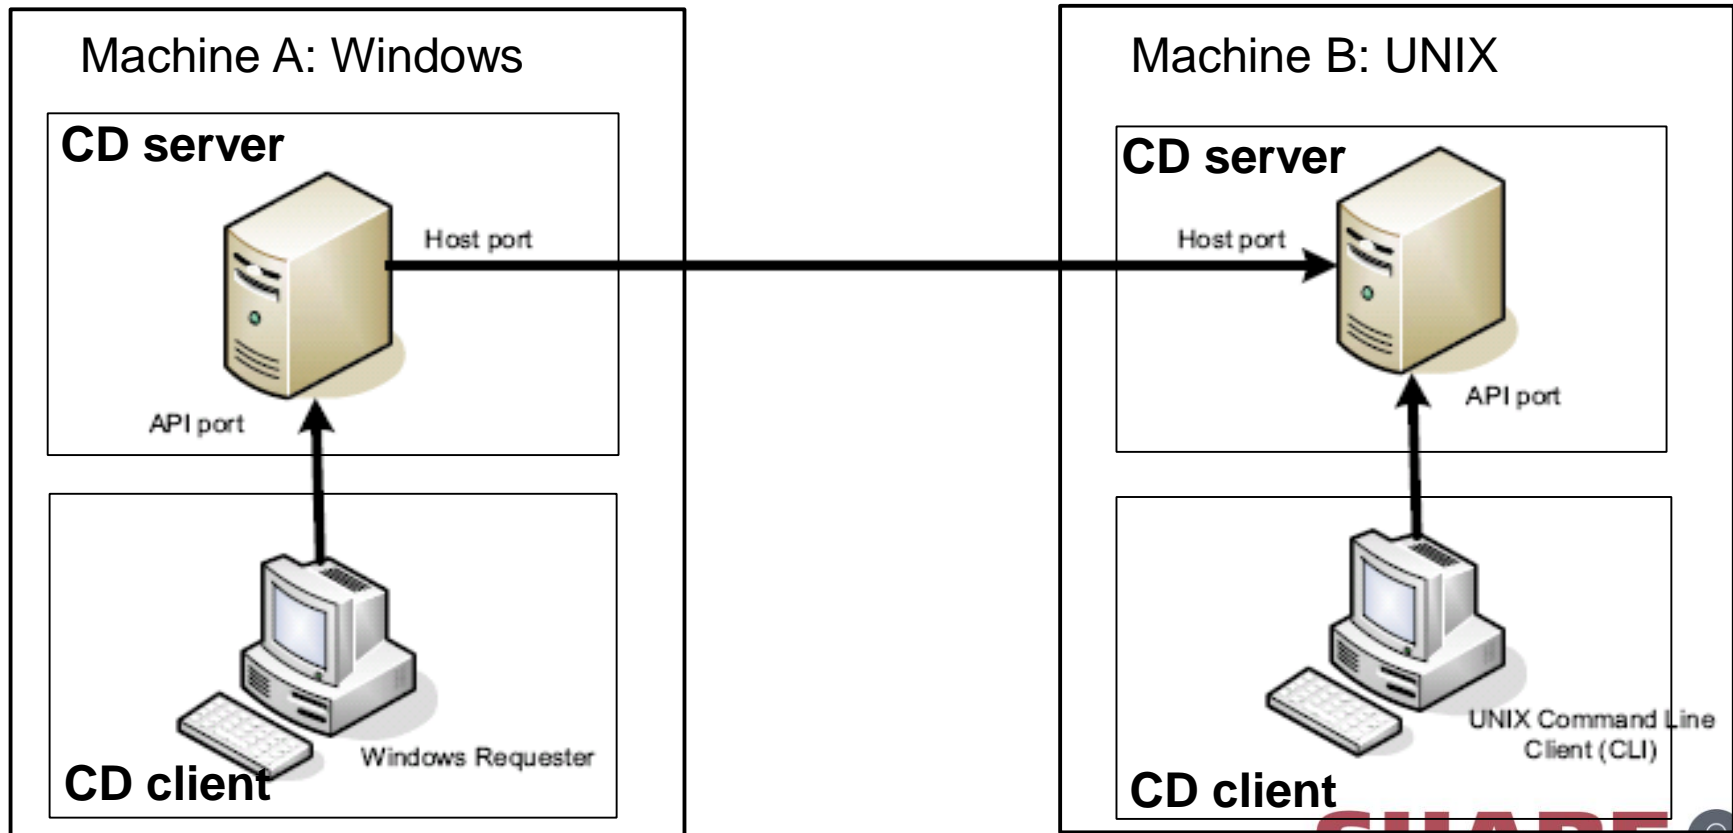 Machine A: Windows
CD server
Host port
API port
Windows Requester
CD client
Machine B: UNIX
CD server
Host port
API port
UNIX Command Line
Client (CLI)
CD client